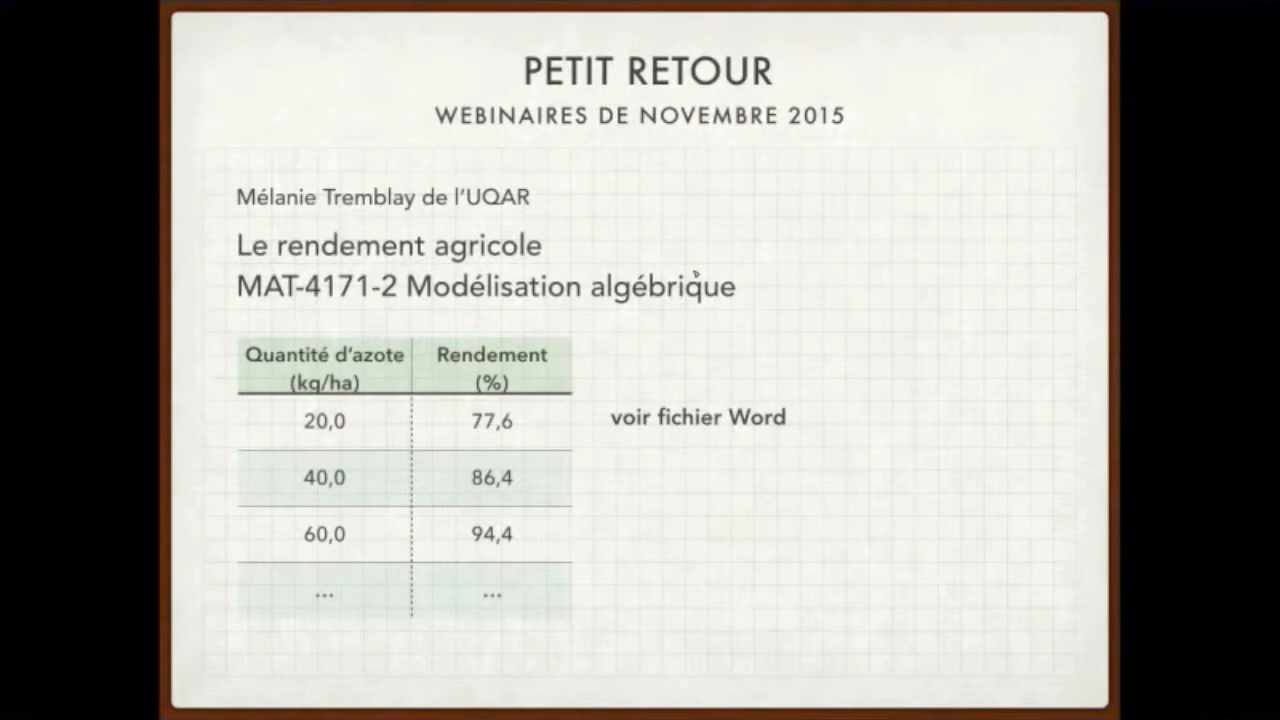 PETIT RETOUR
WEBINAIRES DE NOVEMBRE 2015
Mélanie Tremblay de l'UQAR
Le rendement agricole
MAT-4171-2 Modélisation algébrique
Quantité d'azote (kg/ha) Rendement (%)
20,0 77,6
voir fichier Word
40,0 86,4
60,0 94,4
... ...